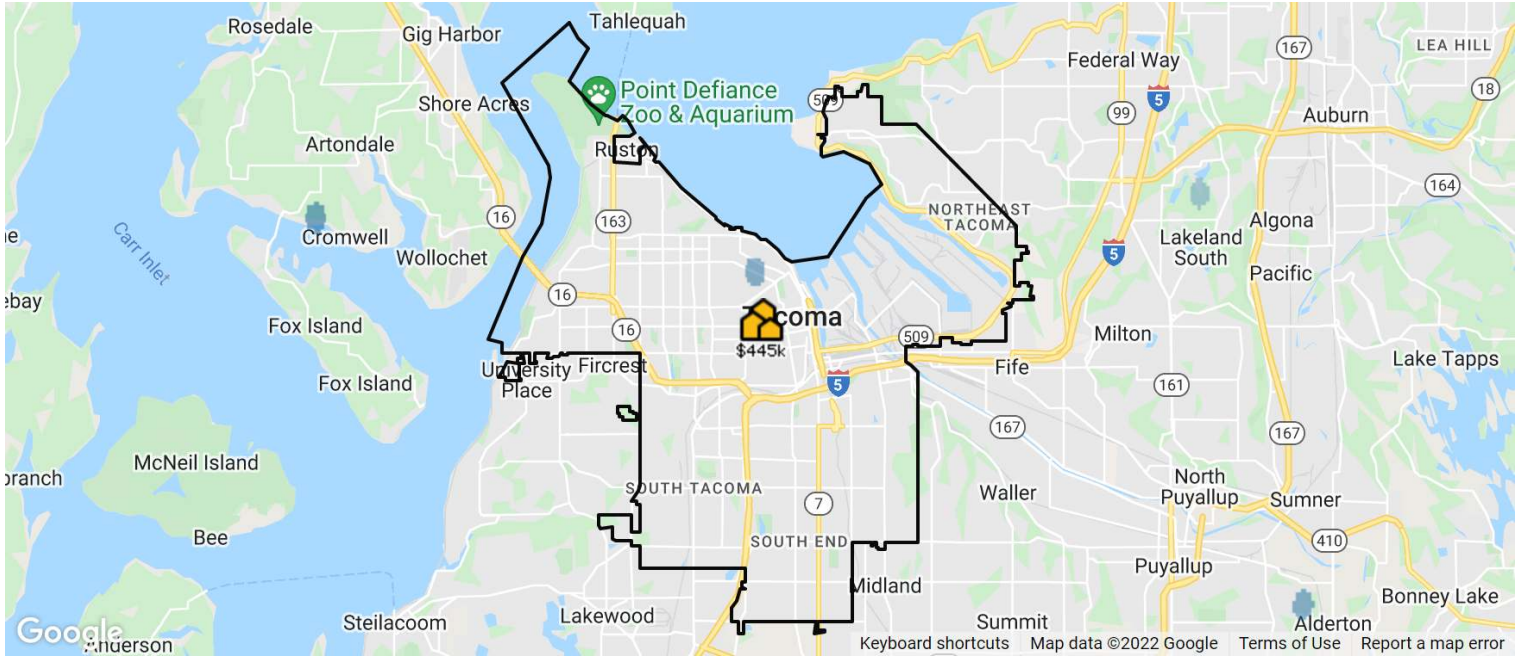 Tahlequah
Rosedale
Gig Harbor
167
LEA HILL
Federal Way
Point Defiance
Zoo & Aquarium
Shore Acres
509
5
18
99
Auburn
Artondale
Ruston
164
16
163
NORTHEAST
TACOMA
Algona
Cromwell
Carr Inlet
Wollochet
5
Lakeland
South
Pacific
ebay
16
Fox Island
16
coma
$445k
509
Milton
Lake Tapps
University
Place
Fircrest
Fife
Fox Island
5
161
167
167
McNeil Island
branch
SOUTH TACOMA
7
Waller
North
Puyallup
Sumner
Bee
SOUTH END
410
Puyallup
Midland
Bonney Lake
Steilacoom
Lakewood
Summit
Alderton
Google
Anderson
Keyboard shortcuts
Map data ©2022 Google
Terms of Use
Report a map error